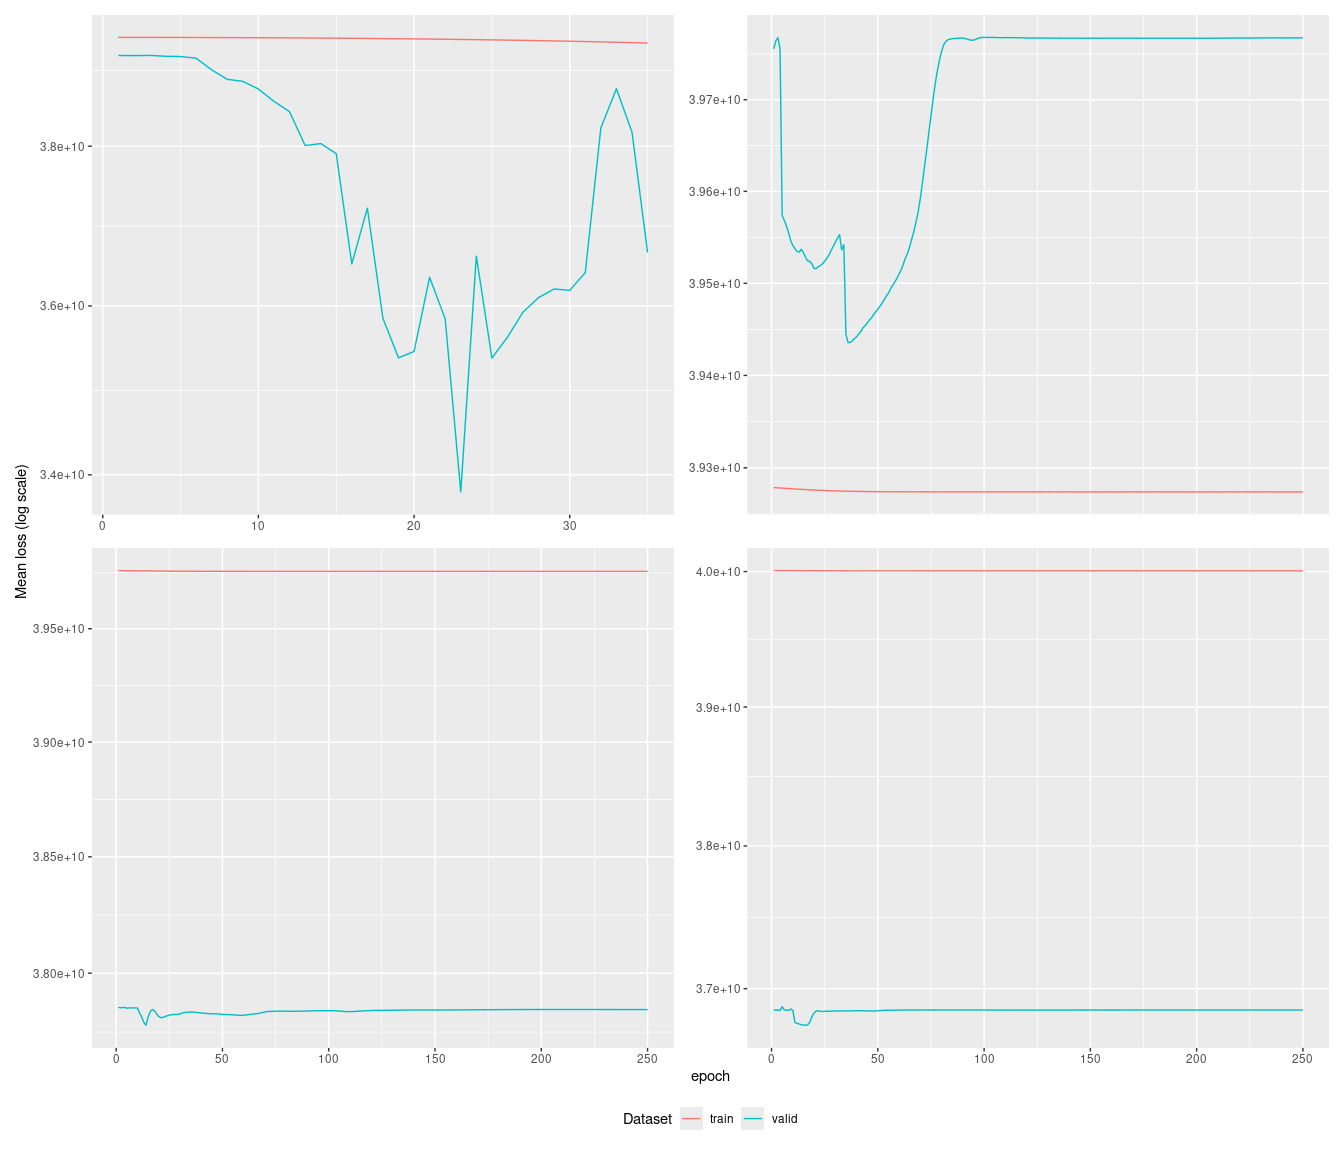 Mean loss (log scale)
3.8e+10
3.6e+10
3.4e+10
0 10 20 30
3.97e+10
3.96e+10
3.95e+10
3.94e+10
3.93e+10
3.95e+10
3.90e+10
3.85e+10
3.80e+10
0 50 100 150 200 250
4.0e+10
3.9e+10
3.8e+10
3.7e+10
0 50 100 150 200 250
epoch
Dataset train valid